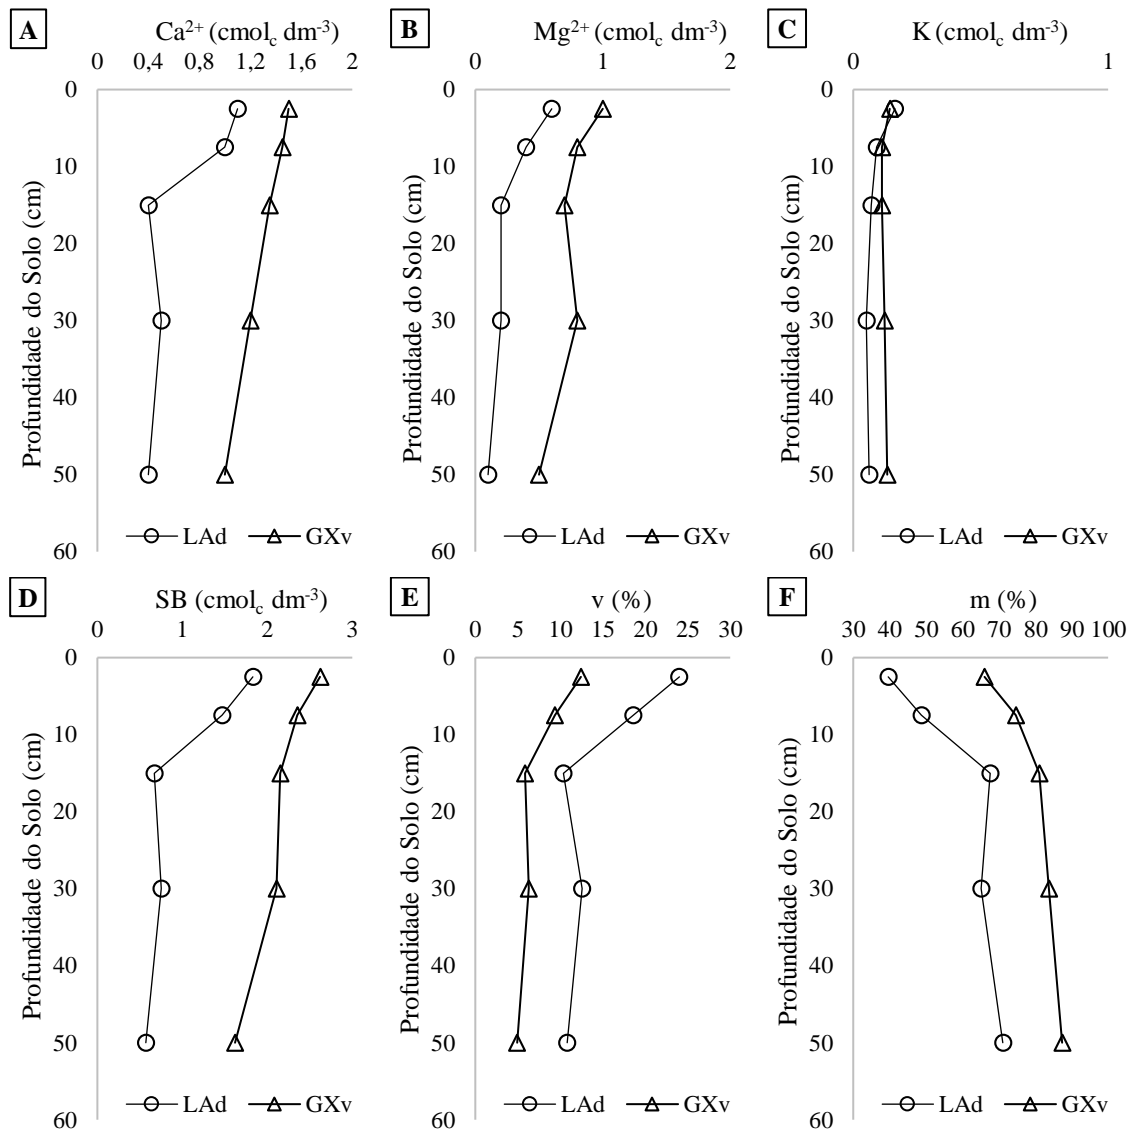 A
Ca²⁺ (cmol_c dm⁻³)
0 0,4 0,8 1,2 1,6 2
0
10
20
30
40
50
60
Profundidade do Solo (cm)
LAd GXv
B
Mg²⁺ (cmol_c dm⁻³)
0 1 2
0
10
20
30
40
50
60
Profundidade do Solo (cm)
LAd GXv
C
K (cmol_c dm⁻³)
0 1
0
10
20
30
40
50
60
Profundidade do Solo (cm)
LAd GXv
D
SB (cmol_c dm⁻³)
0 1 2 3
0
10
20
30
40
50
60
Profundidade do Solo (cm)
LAd GXv
E
v (%)
0 5 10 15 20 25 30
0
10
20
30
40
50
60
Profundidade do Solo (cm)
LAd GXv
F
m (%)
30 40 50 60 70 80 90 100
0
10
20
30
40
50
60
Profundidade do Solo (cm)
LAd GXv